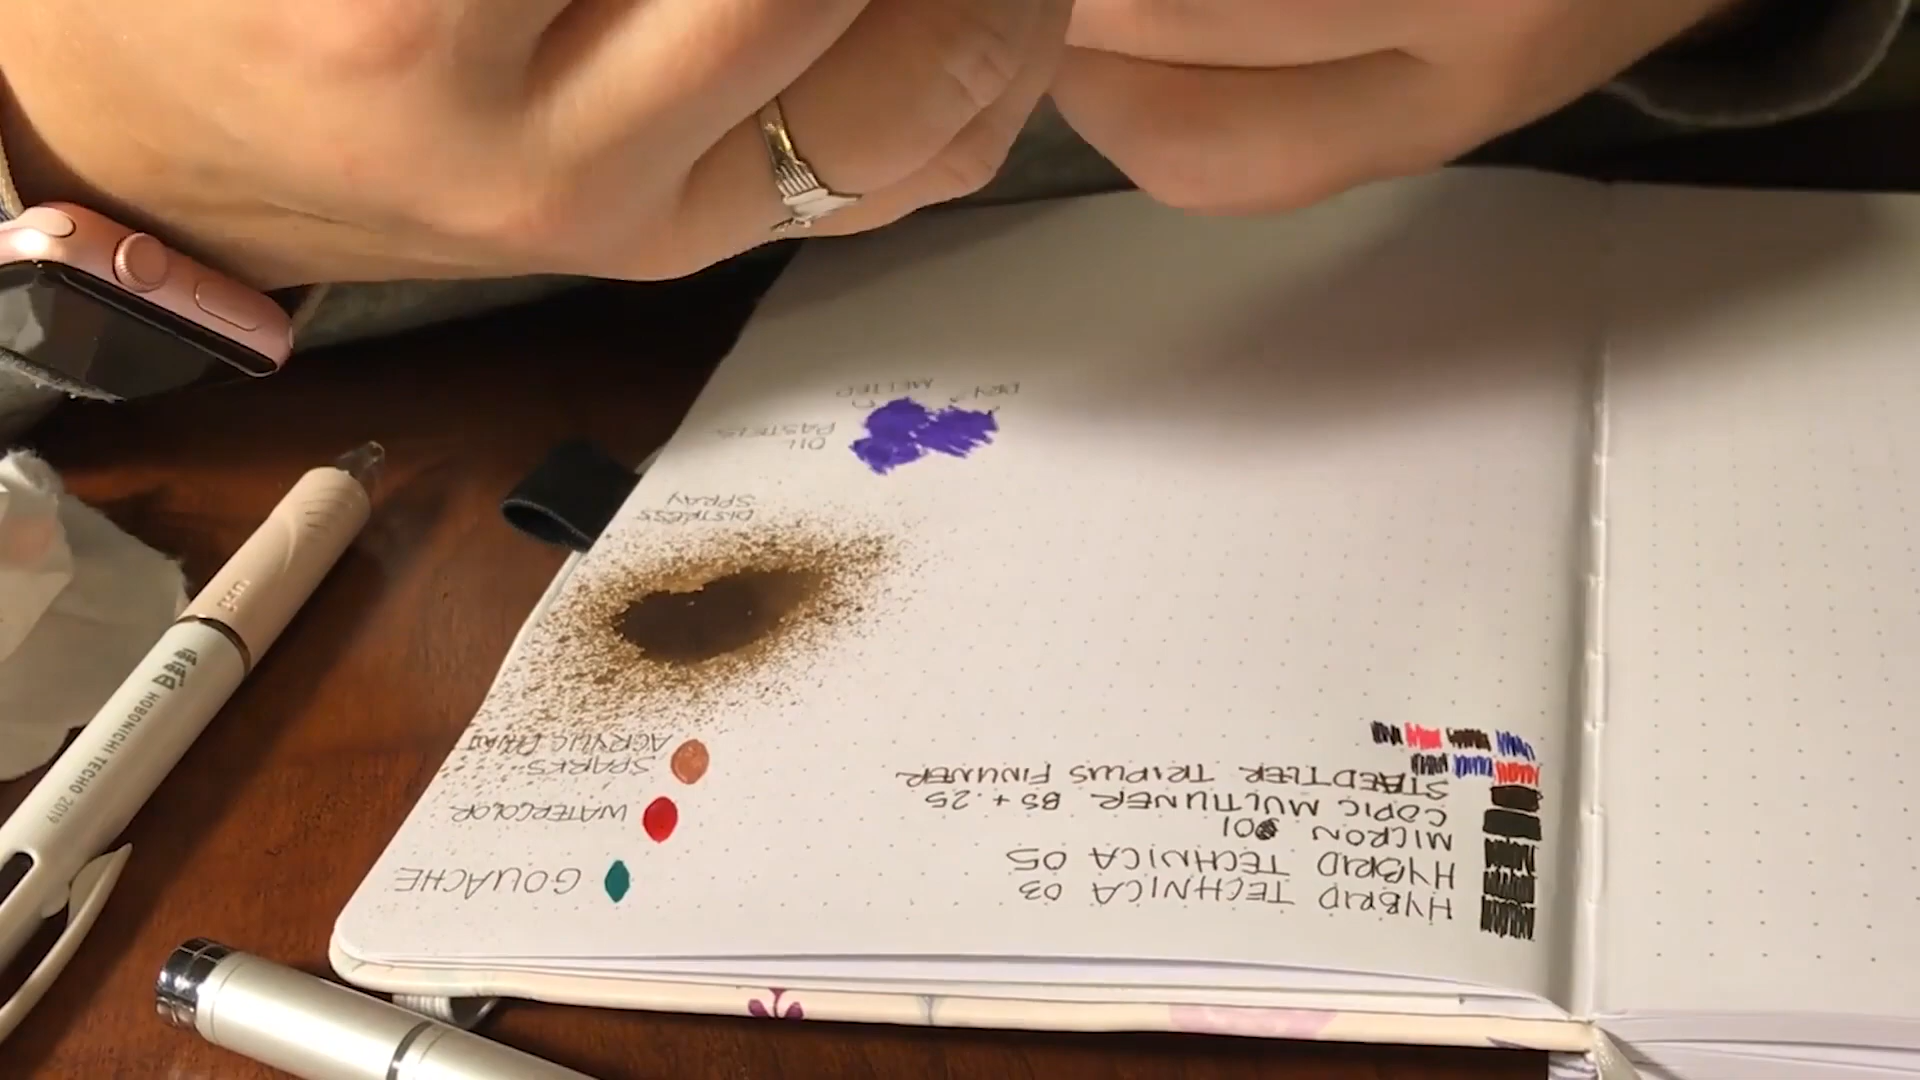 HYBRID TECHNICA 03
HYBRID TECHNICA 05
MICRON 01
COPIC MULTILINER BS + .25
STAEDTLER TRIPLUS FINLINER
GOUACHE
WATERCOLOR
SPARKS
ACRYLIC PAINT
DISTRESS
SPRAY
OIL
PASTELS
MELTED
DRY
HOBONICHI TECHO 2019